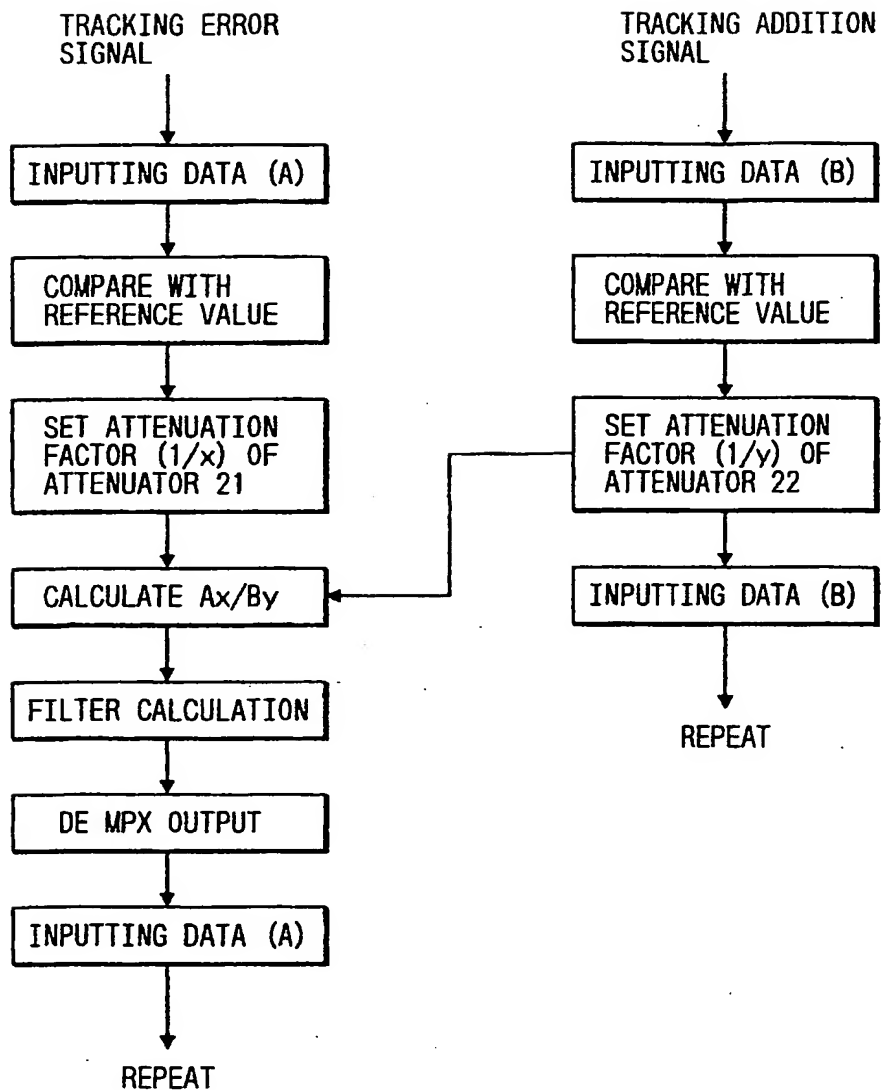 TRACKING ERROR
SIGNAL
INPUTTING DATA (A)
COMPARE WITH
REFERENCE VALUE
SET ATTENUATION
FACTOR (1/x) OF
ATTENUATOR 21
CALCULATE Ax/By
FILTER CALCULATION
DE MPX OUTPUT
INPUTTING DATA (A)
REPEAT
TRACKING ADDITION
SIGNAL
INPUTTING DATA (B)
COMPARE WITH
REFERENCE VALUE
SET ATTENUATION
FACTOR (1/y) OF
ATTENUATOR 22
INPUTTING DATA (B)
REPEAT